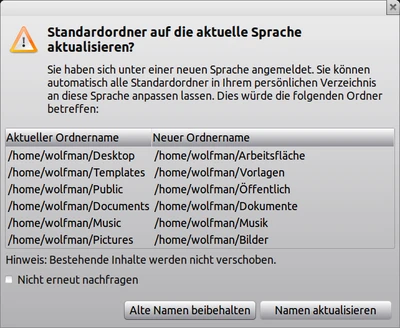 Standardordner auf die aktuelle Sprache
aktualisieren?
Sie haben sich unter einer neuen Sprache angemeldet. Sie können
automatisch alle Standardordner in Ihrem persönlichen Verzeichnis
an diese Sprache anpassen lassen. Dies würde die folgenden Ordner
betreffen:
Aktueller Ordnername Neuer Ordnername
/home/wolfman/Desktop /home/wolfman/Arbeitsfläche
/home/wolfman/Templates /home/wolfman/Vorlagen
/home/wolfman/Public /home/wolfman/Öffentlich
/home/wolfman/Documents /home/wolfman/Dokumente
/home/wolfman/Music /home/wolfman/Musik
/home/wolfman/Pictures /home/wolfman/Bilder
Hinweis: Bestehende Inhalte werden nicht verschoben.
Nicht erneut nachfragen
Alte Namen beibehalten Namen aktualisieren